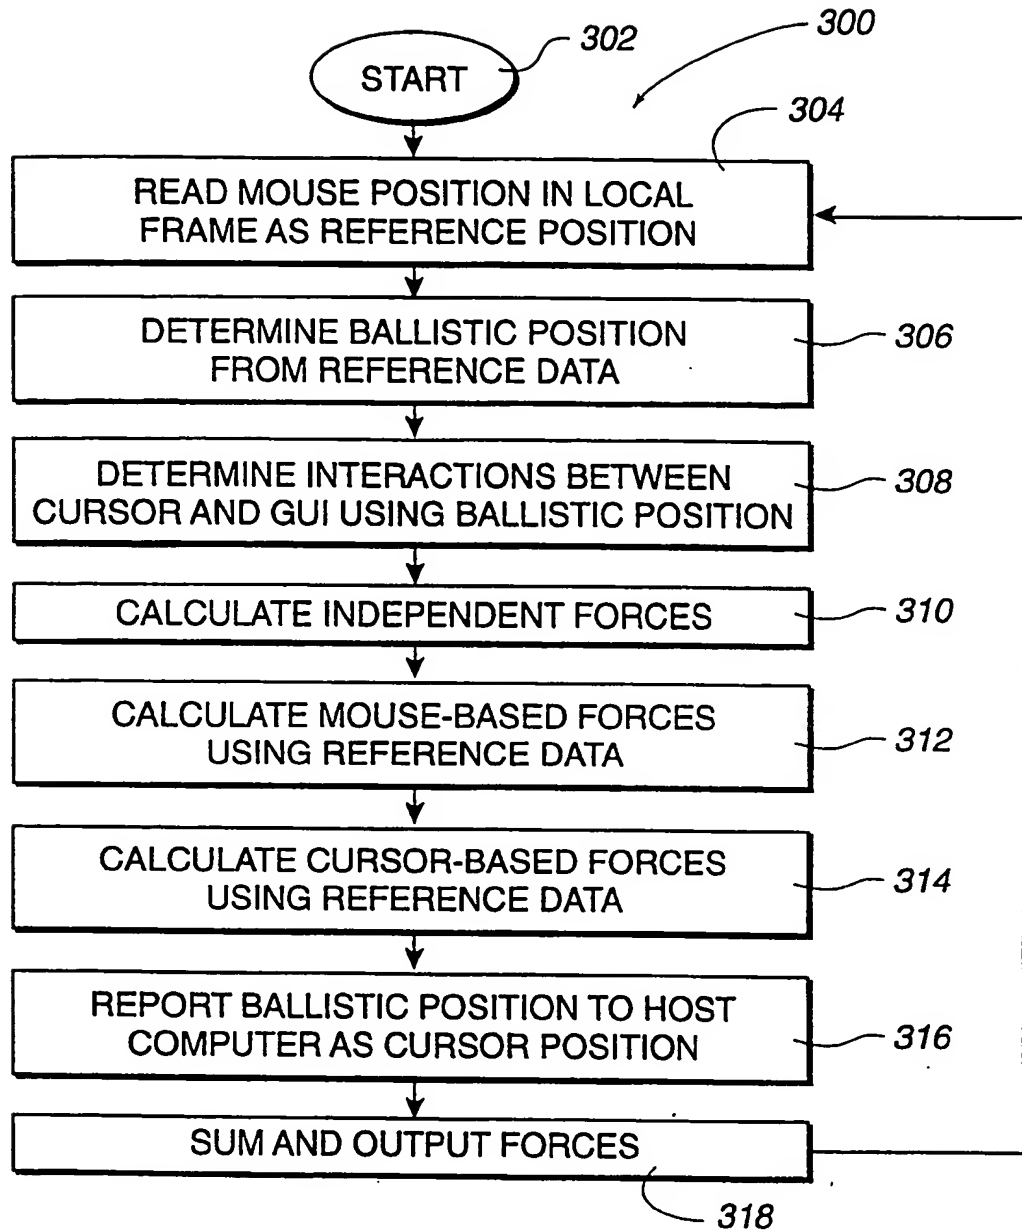 300
302
START
304
READ MOUSE POSITION IN LOCAL
FRAME AS REFERENCE POSITION
DETERMINE BALLISTIC POSITION
FROM REFERENCE DATA
306
DETERMINE INTERACTIONS BETWEEN
CURSOR AND GUI USING BALLISTIC POSITION
308
CALCULATE INDEPENDENT FORCES
310
CALCULATE MOUSE-BASED FORCES
USING REFERENCE DATA
312
CALCULATE CURSOR-BASED FORCES
USING REFERENCE DATA
314
REPORT BALLISTIC POSITION TO HOST
COMPUTER AS CURSOR POSITION
316
SUM AND OUTPUT FORCES
318